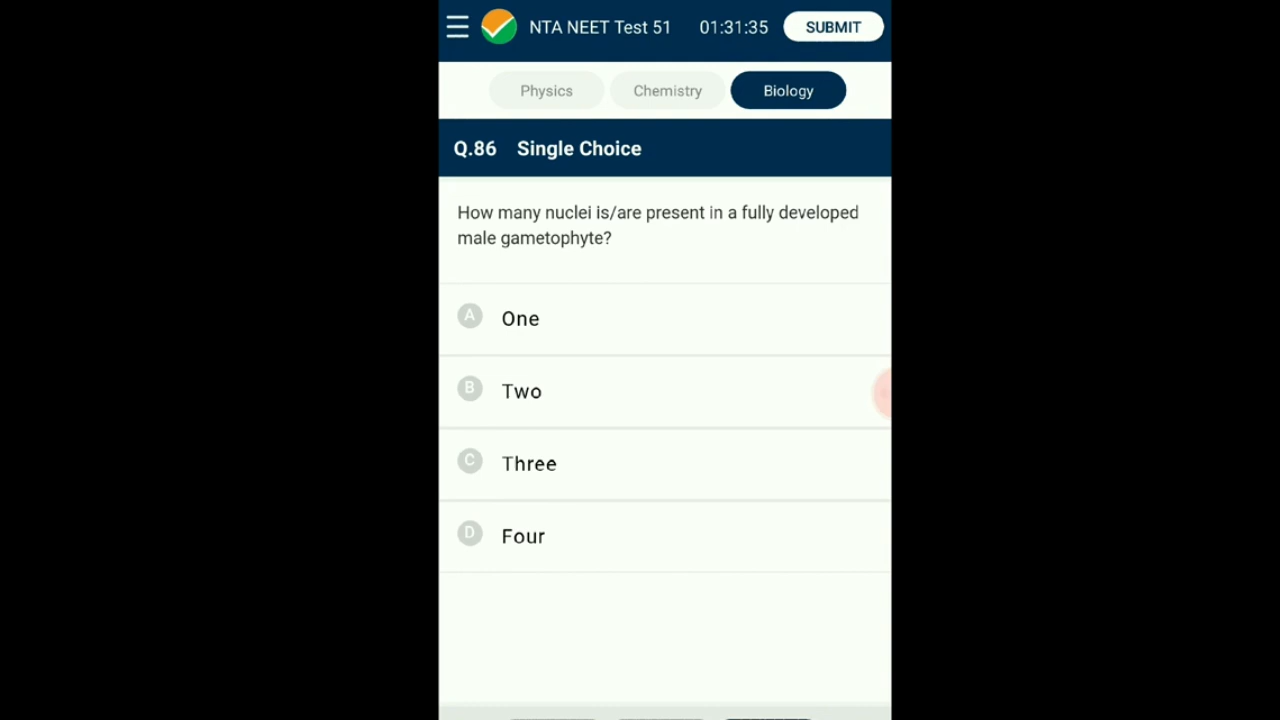 NTA NEET Test 51 01:31:35 SUBMIT
Physics Chemistry Biology
Q.86 Single Choice
How many nuclei is/are present in a fully developed
male gametophyte?
A One
B Two
C Three
D Four